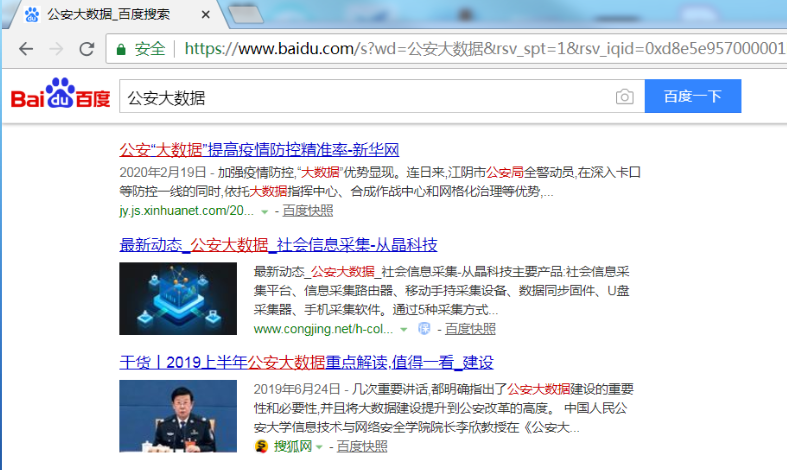 公安大数据_百度搜索
安全 https://www.baidu.com/s?wd=公安大数据&rsv_spt=1&rsv_iqid=0xd8e5e957000001
Bai du 百度
公安大数据
百度一下
公安“大数据”提高疫情防控精准率-新华网
2020年2月19日 - 加强疫情防控,“大数据”优势显现。连日来,江阴市公安局全警动员,在深入卡口
等防控一线的同时,依托大数据指挥中心、合成作战中心和网格化治理等优势,...
jy.js.xinhuanet.com/20... - 百度快照
最新动态_公安大数据_社会信息采集-从晶科技
最新动态_公安大数据_社会信息采集-从晶科技主要产品:社会信息采
集平台、信息采集路由器、移动手持采集设备、数据同步固件、U盘
采集器、手机采集软件。通过5种采集方式...
www.congjing.net/h-col... - 百度快照
干货丨2019上半年公安大数据重点解读,值得一看_建设
2019年6月24日 - 几次重要讲话,都明确指出了公安大数据建设的重要
性和必要性,并且将大数据建设提升到公安改革的高度。 中国人民公
安大学信息技术与网络安全学院院长李欣教授在《公安大...
搜狐网 - 百度快照